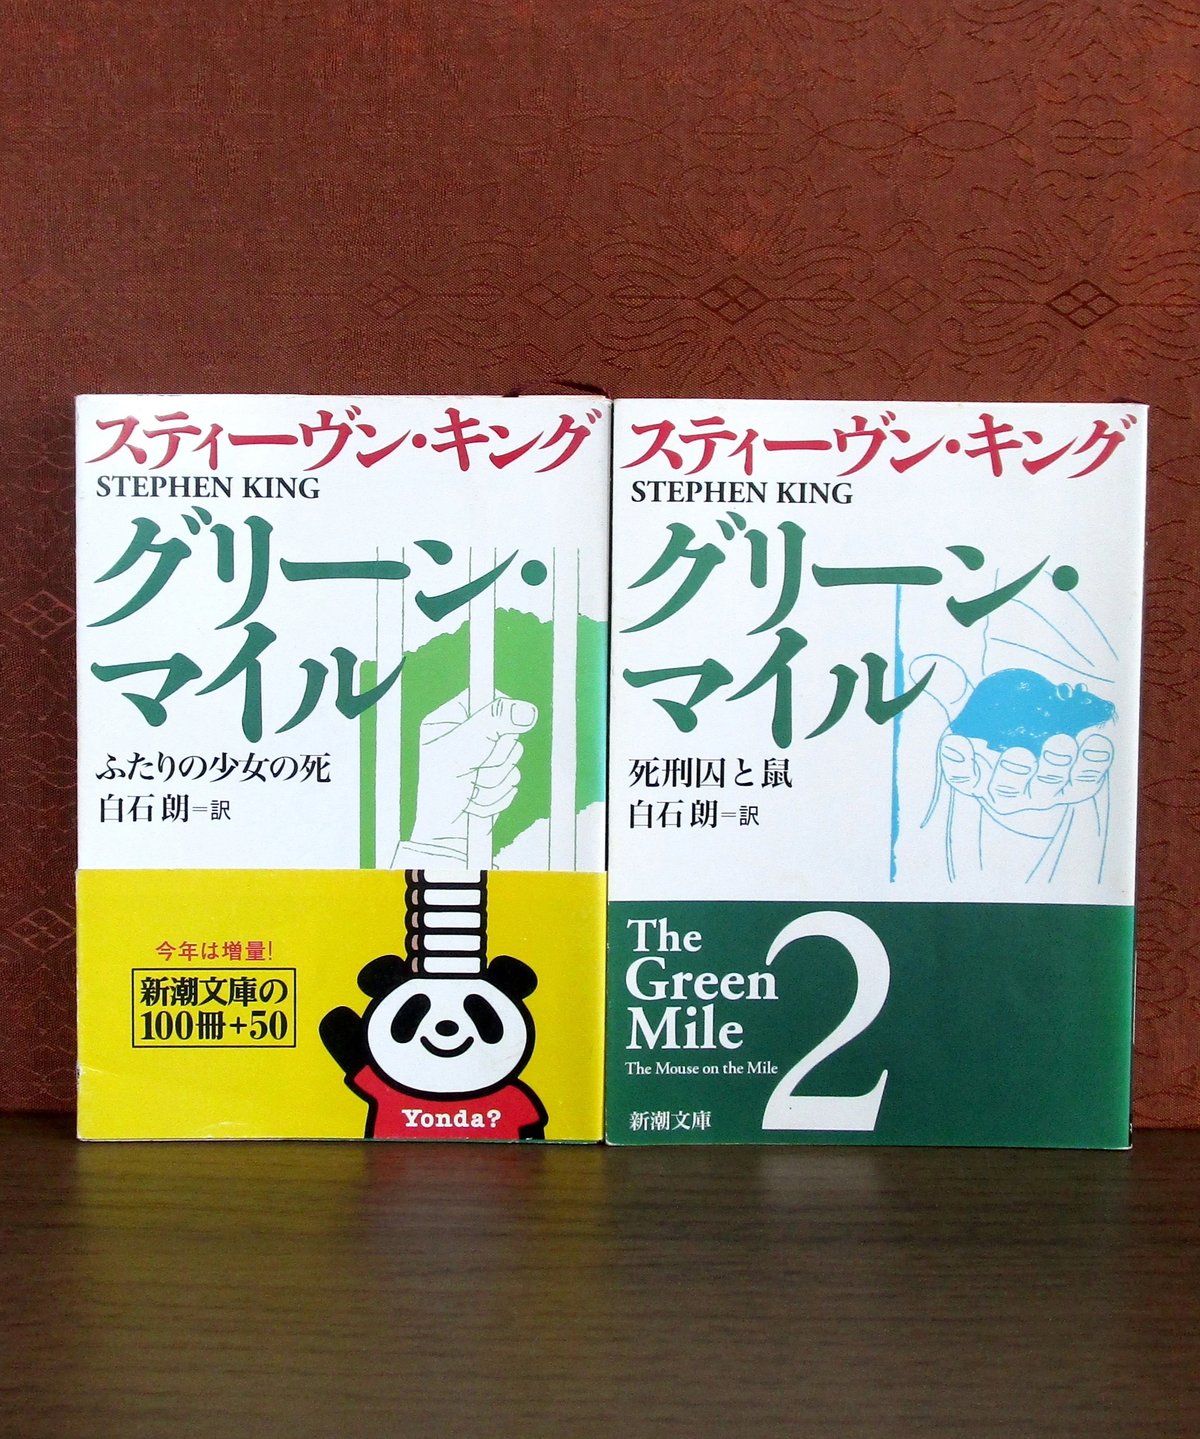 スティーヴン・キング
STEPHEN KING
グリーン・
マイル
ふたりの少女の死
白石 朗=訳
今年は増量!
新潮文庫の
100冊+50
Yonda?
スティーヴン・キング
STEPHEN KING
グリーン・
マイル
死刑囚と鼠
白石 朗=訳
The
Green
Mile
2
The Mouse on the Mile
新潮文庫